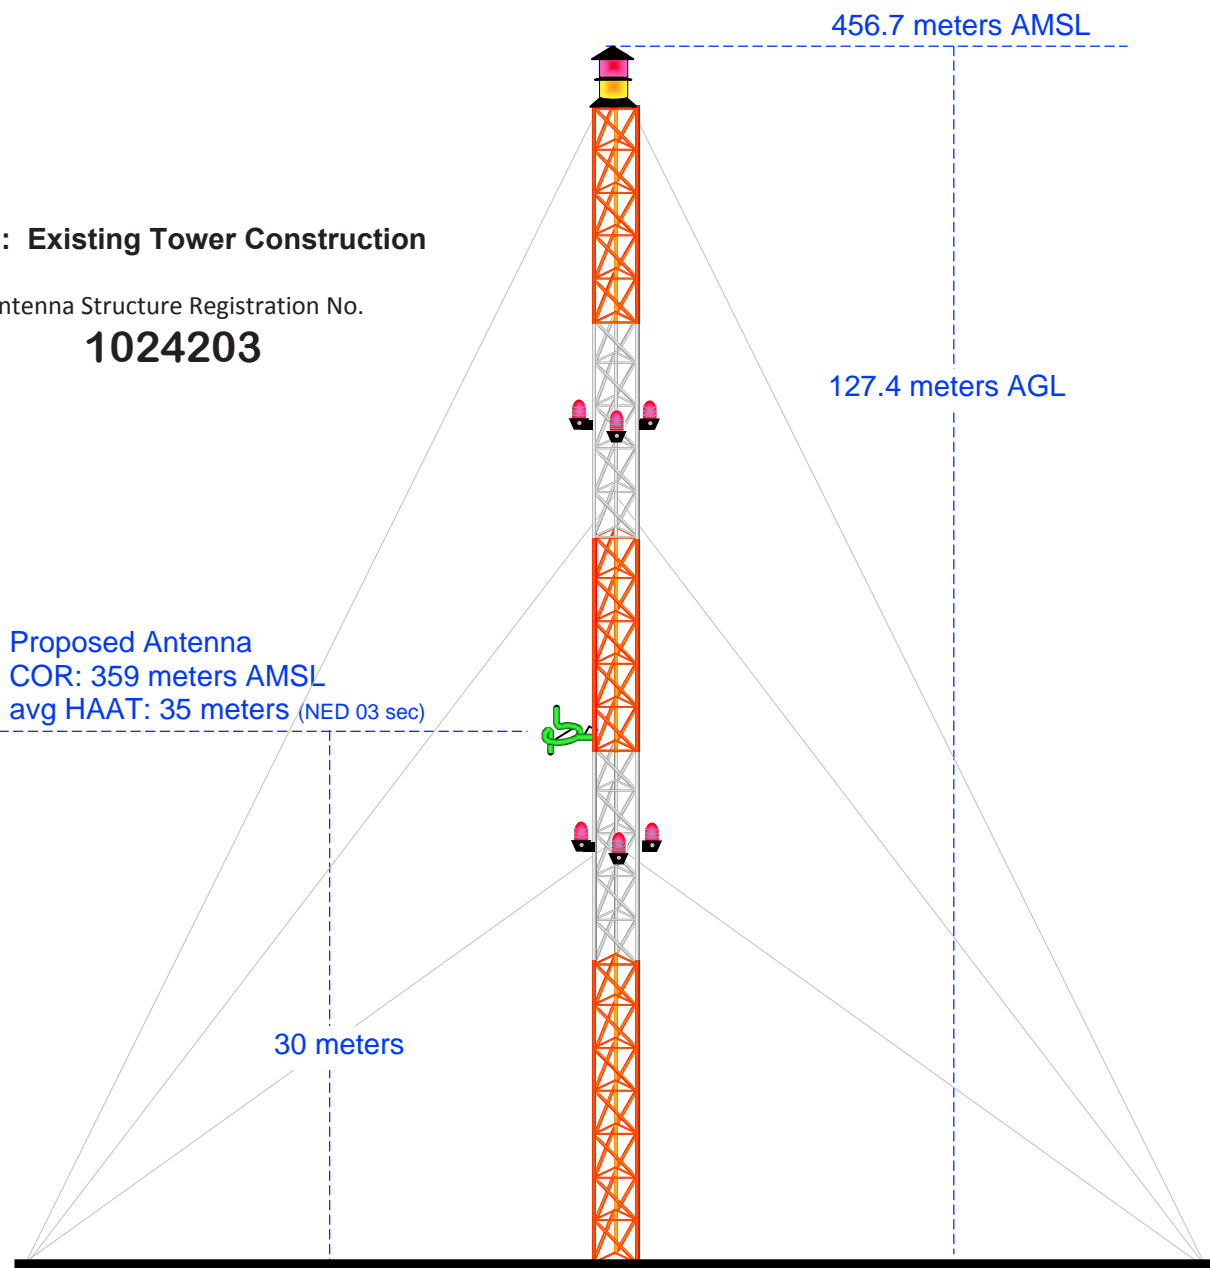 456.7 meters AMSL
: Existing Tower Construction
ntenna Structure Registration No.
1024203
127.4 meters AGL
Proposed Antenna
COR: 359 meters AMSL
avg HAAT: 35 meters (NED 03 sec)
30 meters